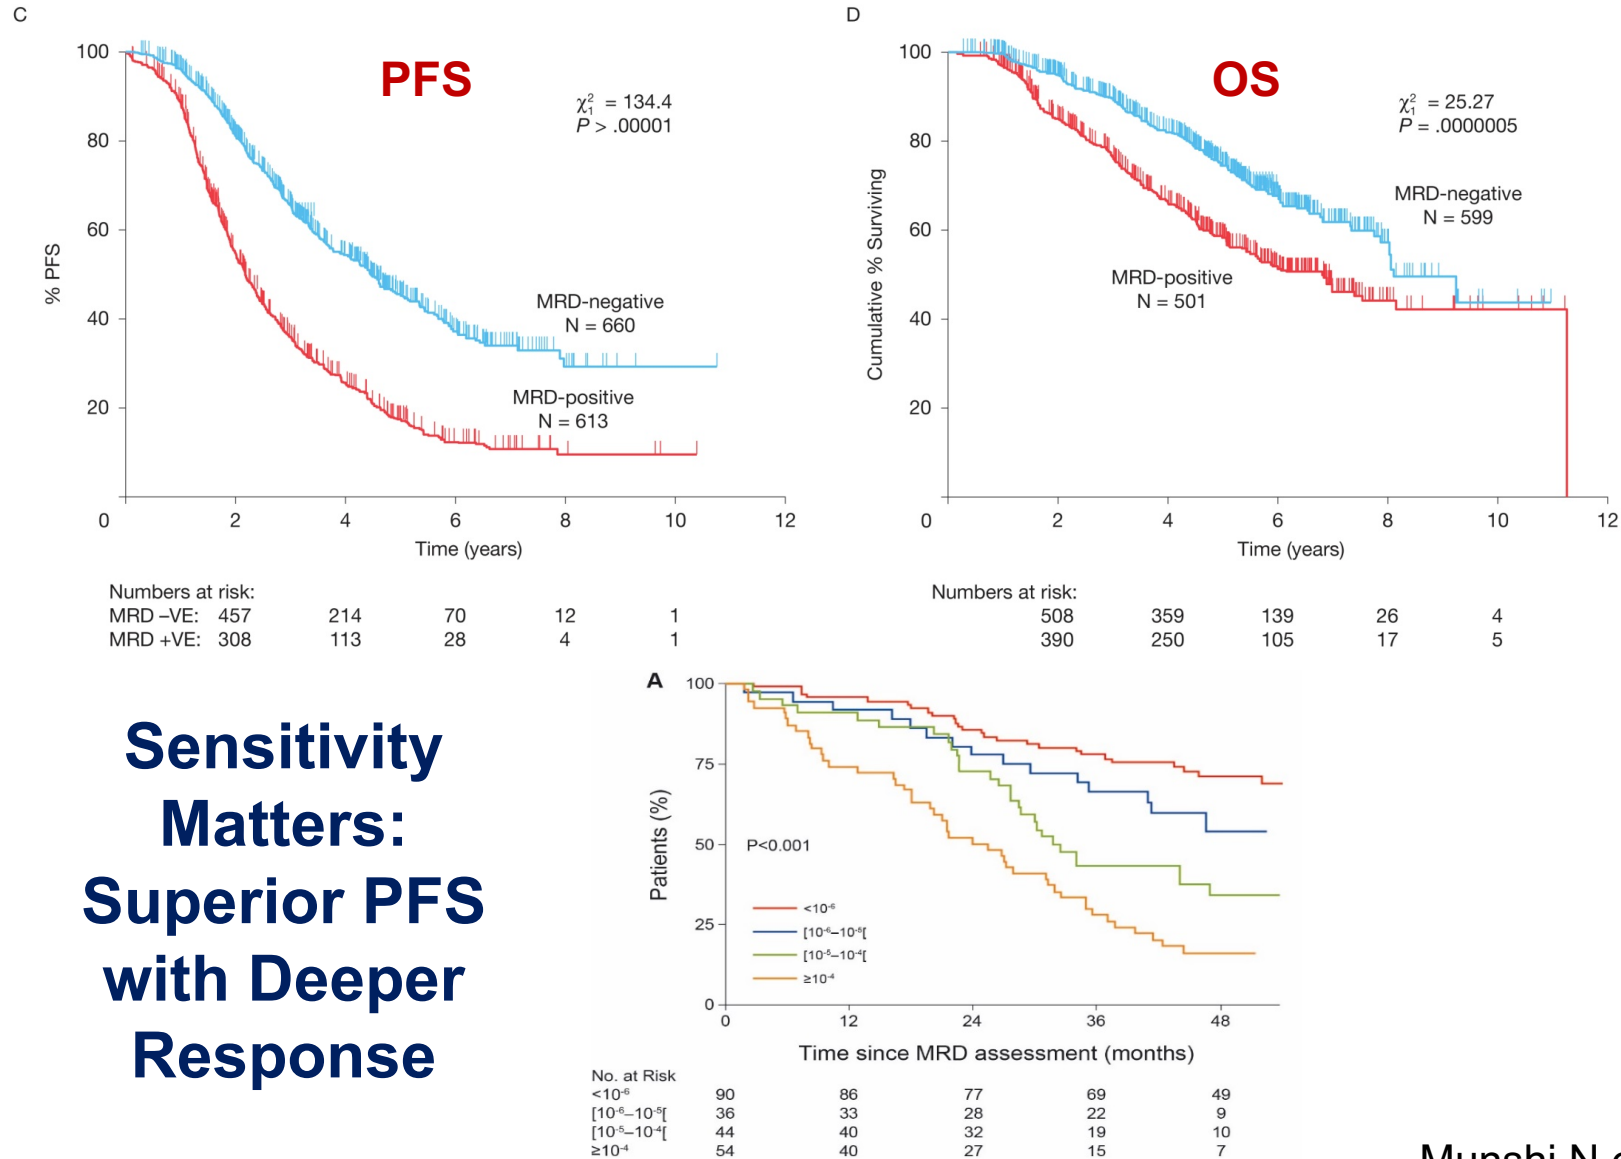 C
PFS
χ²₁ = 134.4
P > .00001
% PFS
100
80
60
40
20
MRD-negative
N = 660
MRD-positive
N = 613
0 2 4 6 8 10 12
Time (years)
Numbers at risk:
MRD –VE: 457 214 70 12 1
MRD +VE: 308 113 28 4 1
D
OS
χ²₁ = 25.27
P = .0000005
Cumulative % Surviving
100
80
60
40
20
MRD-negative
N = 599
MRD-positive
N = 501
0 2 4 6 8 10 12
Time (years)
Numbers at risk:
508 359 139 26 4
390 250 105 17 5
Sensitivity
Matters:
Superior PFS
with Deeper
Response
A
Patients (%)
100
75
50
25
0
P<0.001
<10⁻⁶
[10⁻⁶–10⁻⁵[
[10⁻⁵–10⁻⁴[
≥10⁻⁴
0 12 24 36 48
Time since MRD assessment (months)
No. at Risk
<10⁻⁶ 90 86 77 69 49
[10⁻⁶–10⁻⁵[ 36 33 28 22 9
[10⁻⁵–10⁻⁴[ 44 40 32 19 10
≥10⁻⁴ 54 40 27 15 7
Munshi N